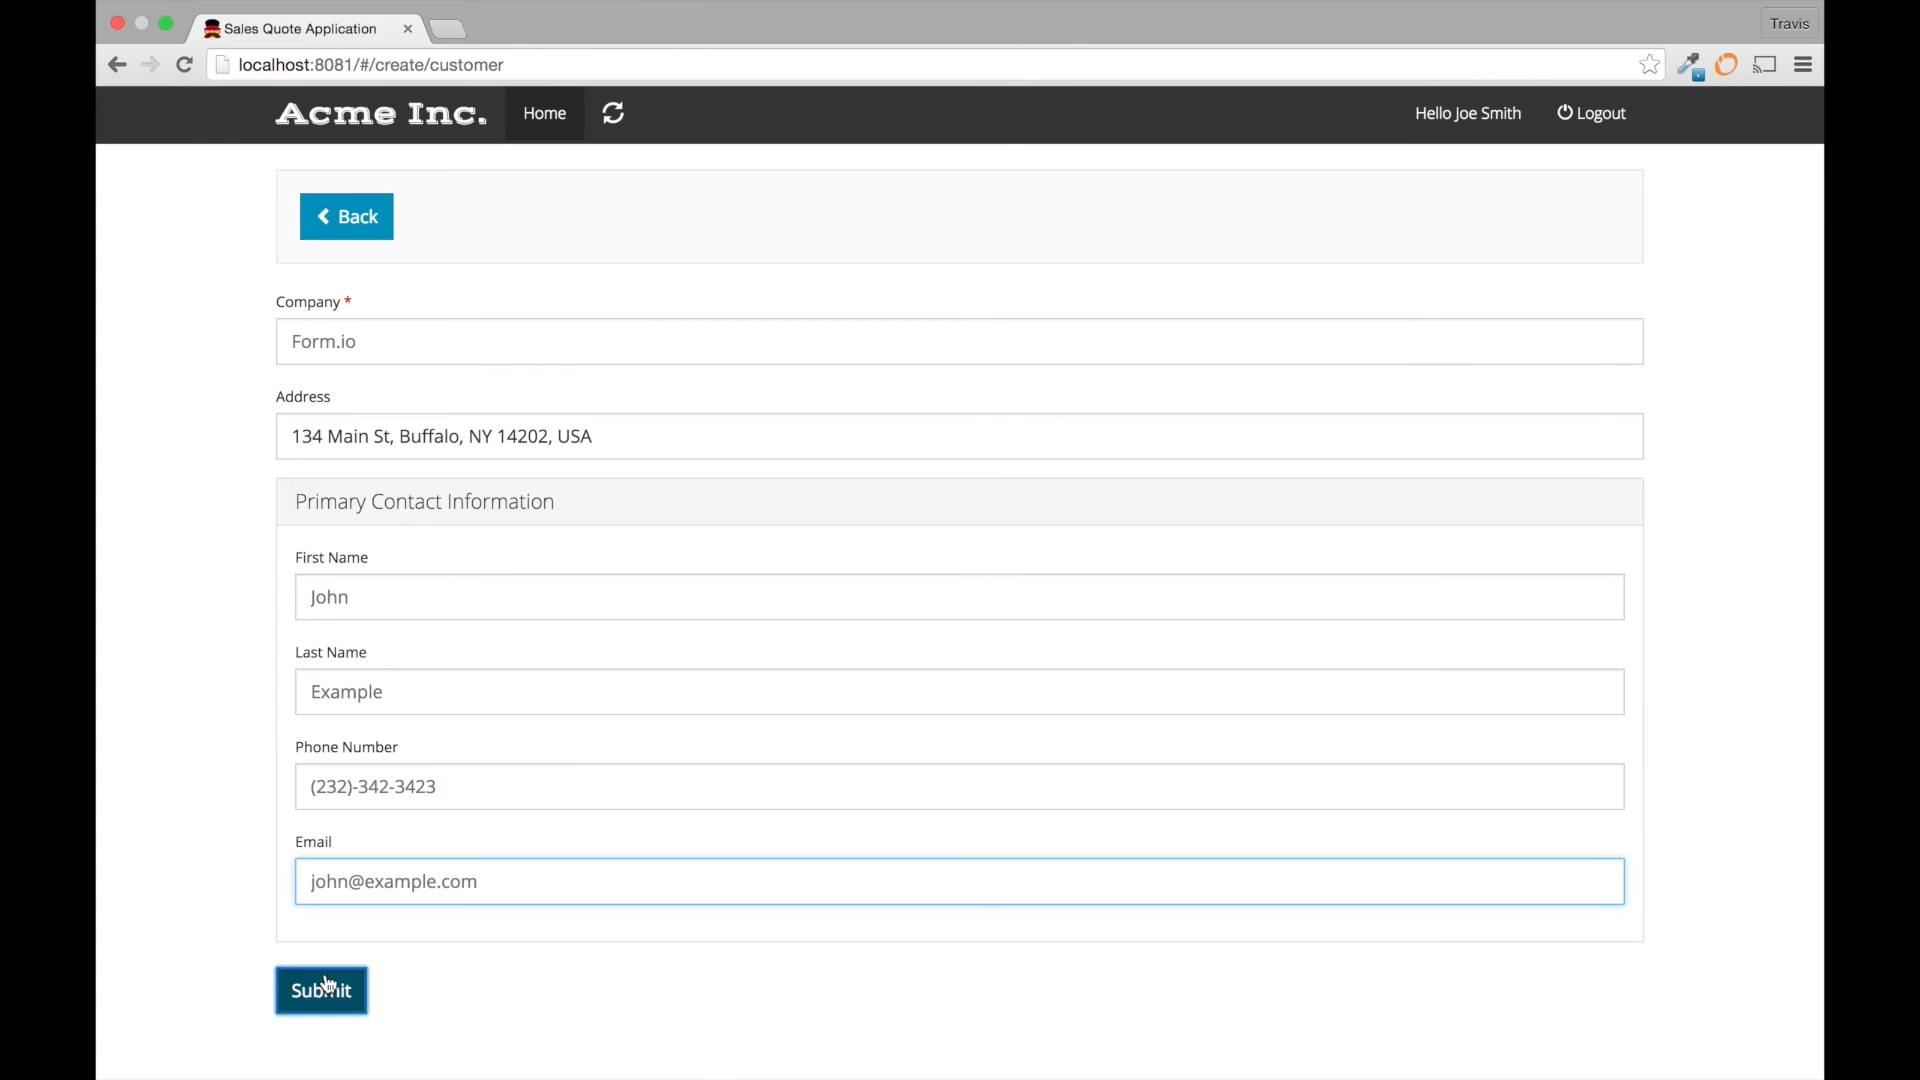 Sales Quote Application
Travis
localhost:8081/#/create/customer
Acme Inc.
Home
Hello Joe Smith
Logout
Back
Company *
Form.io
Address
134 Main St, Buffalo, NY 14202, USA
Primary Contact Information
First Name
John
Last Name
Example
Phone Number
(232)-342-3423
Email
john@example.com
Submit